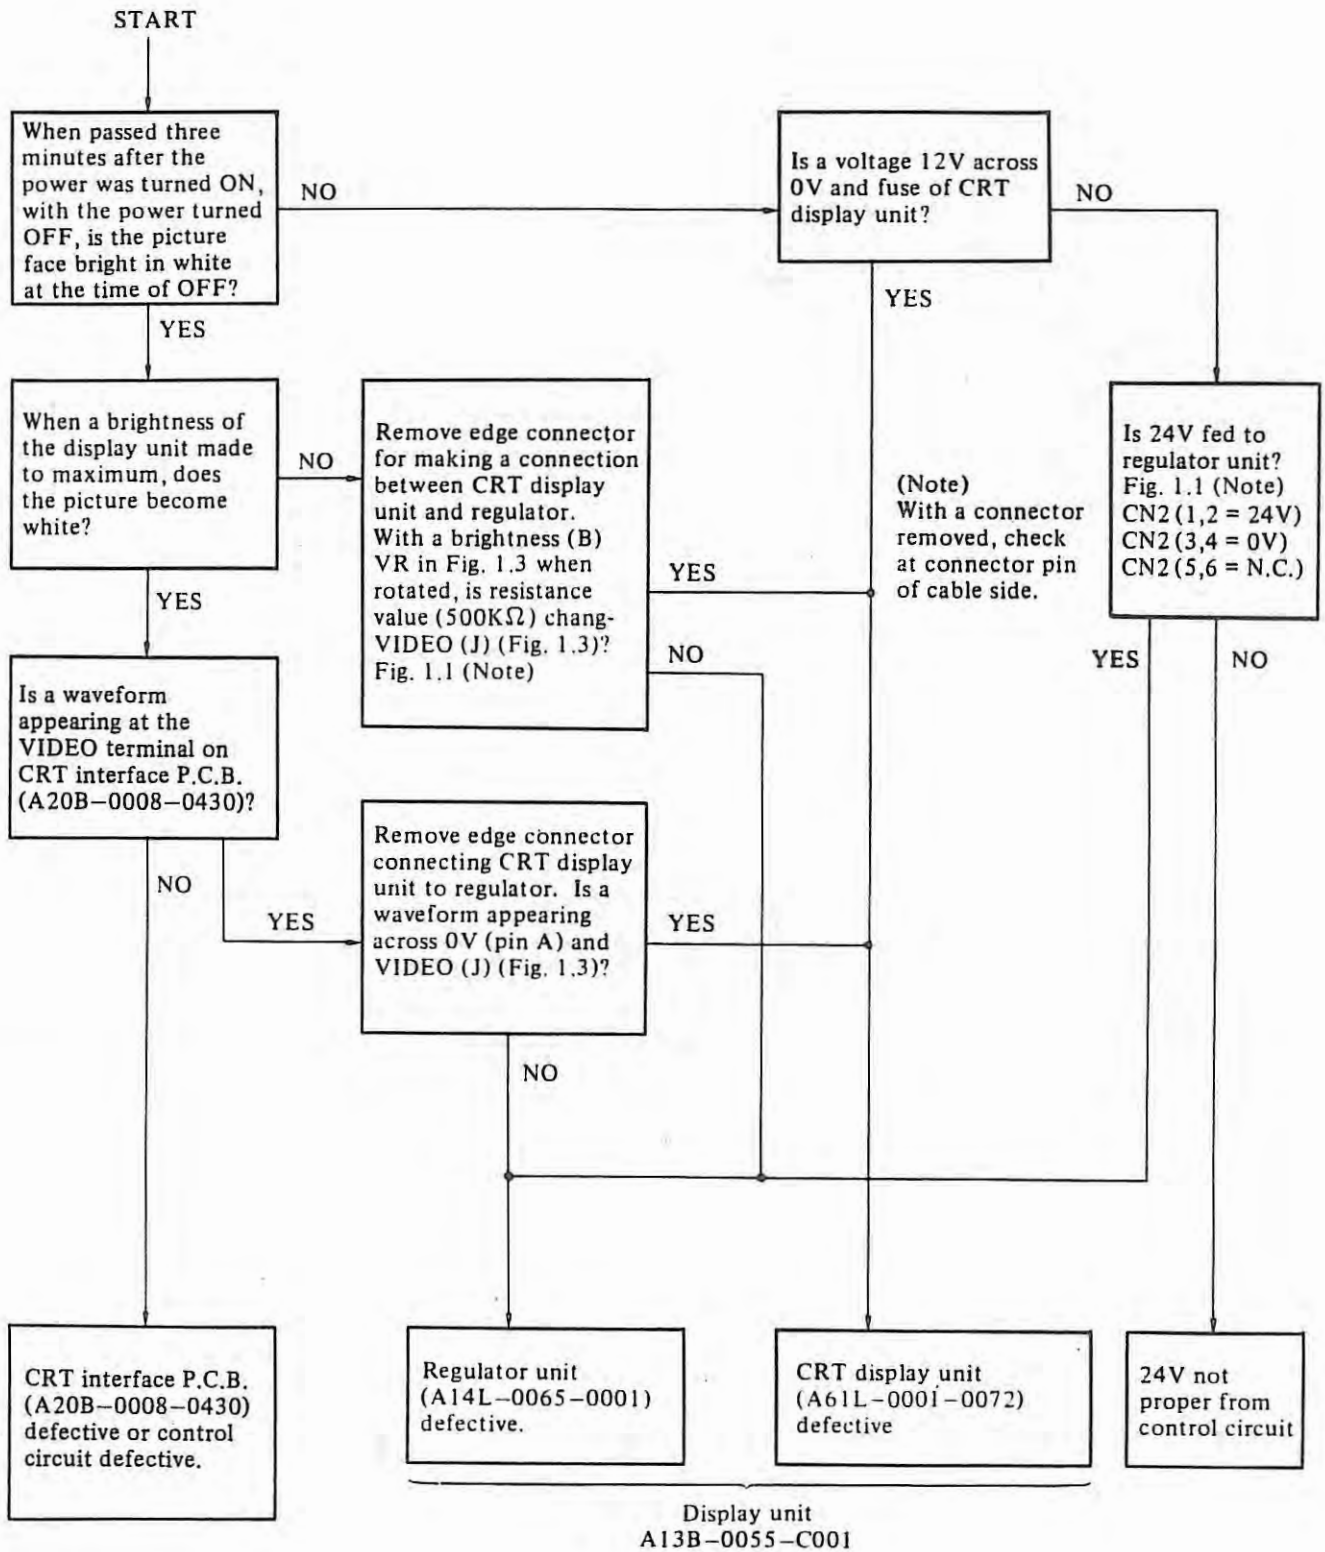 START
When passed three
minutes after the
power was turned ON,
with the power turned
OFF, is the picture
face bright in white
at the time of OFF?
NO
Is a voltage 12V across
0V and fuse of CRT
display unit?
NO
YES
YES
When a brightness of
the display unit made
to maximum, does
the picture become
white?
NO
Remove edge connector
for making a connection
between CRT display
unit and regulator.
With a brightness (B)
VR in Fig. 1.3 when
rotated, is resistance
value (500KΩ) chang-
VIDEO (J) (Fig. 1.3)?
Fig. 1.1 (Note)
YES
NO
(Note)
With a connector
removed, check
at connector pin
of cable side.
Is 24V fed to
regulator unit?
Fig. 1.1 (Note)
CN2 (1,2 = 24V)
CN2 (3,4 = 0V)
CN2 (5,6 = N.C.)
YES
NO
YES
Is a waveform
appearing at the
VIDEO terminal on
CRT interface P.C.B.
(A20B-0008-0430)?
NO
YES
Remove edge connector
connecting CRT display
unit to regulator. Is a
waveform appearing
across 0V (pin A) and
VIDEO (J) (Fig. 1.3)?
YES
NO
CRT interface P.C.B.
(A20B-0008-0430)
defective or control
circuit defective.
Regulator unit
(A14L-0065-0001)
defective.
CRT display unit
(A61L-0001-0072)
defective
24V not
proper from
control circuit
Display unit
A13B-0055-C001